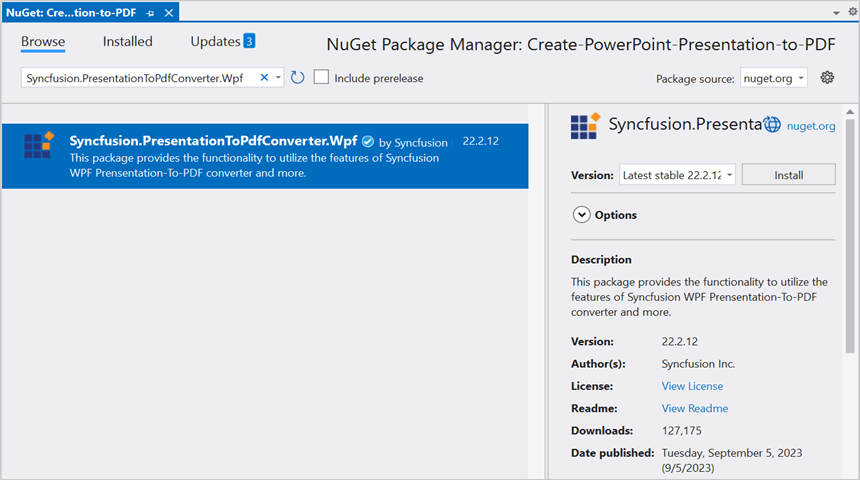 NuGet: Cre...tion-to-PDF
Browse Installed Updates 3
NuGet Package Manager: Create-PowerPoint-Presentation-to-PDF
Syncfusion.PresentationToPdfConverter.Wpf
Include prerelease
Package source: nuget.org
Syncfusion.PresentationToPdfConverter.Wpf by Syncfusion 22.2.12
This package provides the functionality to utilize the features of Syncfusion
WPF Prensentation-To-PDF converter and more.
Syncfusion.Presenta nuget.org
Version: Latest stable 22.2.12 Install
Options
Description
This package provides the functionality to utilize the
features of Syncfusion WPF Prensentation-To-PDF
converter and more.
Version: 22.2.12
Author(s): Syncfusion Inc.
License: View License
Readme: View Readme
Downloads: 127,175
Date published: Tuesday, September 5, 2023
(9/5/2023)